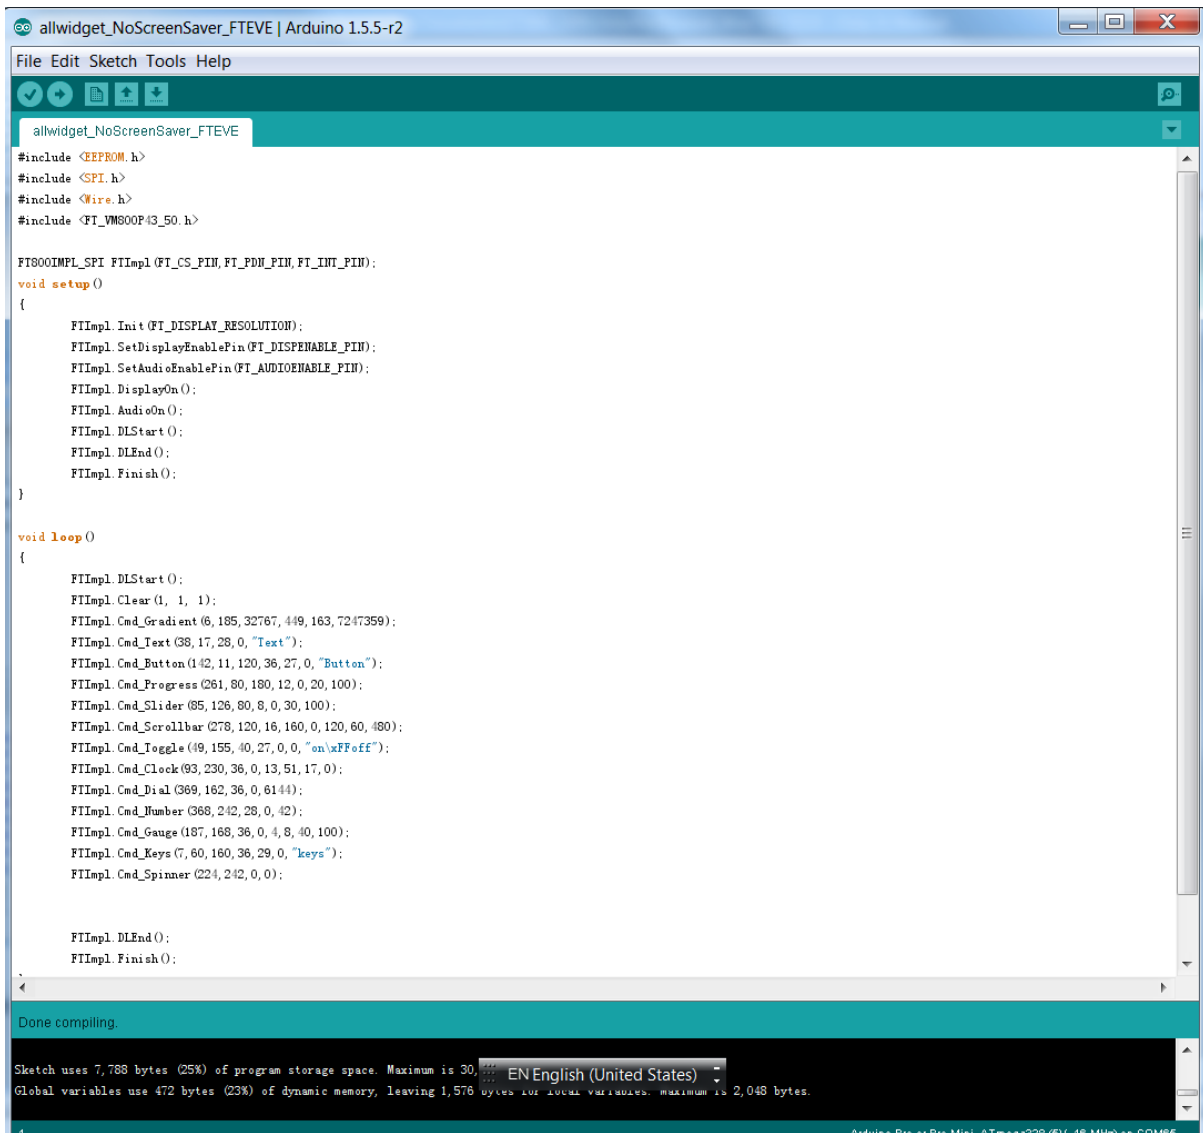 allwidget_NoScreenSaver_FTEVE | Arduino 1.5.5-r2
File Edit Sketch Tools Help
allwidget_NoScreenSaver_FTEVE
#include <EEPROM.h>
#include <SPI.h>
#include <Wire.h>
#include <FT_VM800P43_50.h>
FT800IMPL_SPI FTImpl(FT_CS_PIN,FT_PDN_PIN,FT_INT_PIN);
void setup()
{
FTImpl.Init(FT_DISPLAY_RESOLUTION);
FTImpl.SetDisplayEnablePin(FT_DISPENABLE_PIN);
FTImpl.SetAudioEnablePin(FT_AUDIOENABLE_PIN);
FTImpl.DisplayOn();
FTImpl.AudioOn();
FTImpl.DLStart();
FTImpl.DLEnd();
FTImpl.Finish();
}
void loop()
{
FTImpl.DLStart();
FTImpl.Clear(1, 1, 1);
FTImpl.Cmd_Gradient(6,185,32767,449,163,7247359);
FTImpl.Cmd_Text(38,17,28,0,"Text");
FTImpl.Cmd_Button(142,11,120,36,27,0,"Button");
FTImpl.Cmd_Progress(261,80,180,12,0,20,100);
FTImpl.Cmd_Slider(85,126,80,8,0,30,100);
FTImpl.Cmd_Scrollbar(278,120,16,160,0,120,60,480);
FTImpl.Cmd_Toggle(49,155,40,27,0,0,"on\xFFoff");
FTImpl.Cmd_Clock(93,230,36,0,13,51,17,0);
FTImpl.Cmd_Dial(369,162,36,0,6144);
FTImpl.Cmd_Number(368,242,28,0,42);
FTImpl.Cmd_Gauge(187,168,36,0,4,8,40,100);
FTImpl.Cmd_Keys(7,60,160,36,29,0,"keys");
FTImpl.Cmd_Spinner(224,242,0,0);
FTImpl.DLEnd();
FTImpl.Finish();
Done compiling.
Sketch uses 7,788 bytes (25%) of program storage space. Maximum is 30,
EN English (United States)
Global variables use 472 bytes (23%) of dynamic memory, leaving 1,576 bytes for local variables. Maximum is 2,048 bytes.